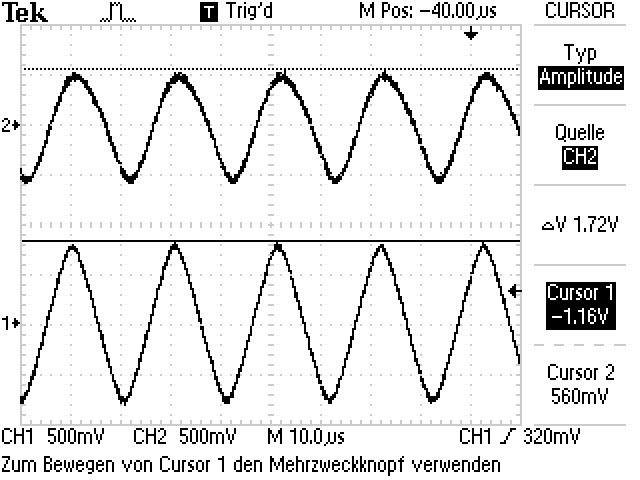 Tek T Trig'd M Pos: -40.00µs CURSOR
Typ
Amplitude
2
Quelle
CH2
△V 1.72V
Cursor 1
-1.16V
1
Cursor 2
560mV
CH1 500mV CH2 500mV M 10.0µs CH1 320mV
Zum Bewegen von Cursor 1 den Mehrzweckknopf verwenden